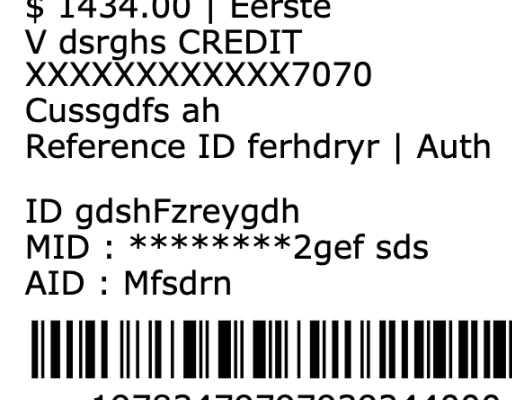 $ 1434.00 | Eerste
V dsrghs CREDIT
XXXXXXXXXXXX7070
Cussgdfs ah
Reference ID ferhdryr | Auth
ID gdshFzreygdh
MID : ********2gef sds
AID : Mfsdrn